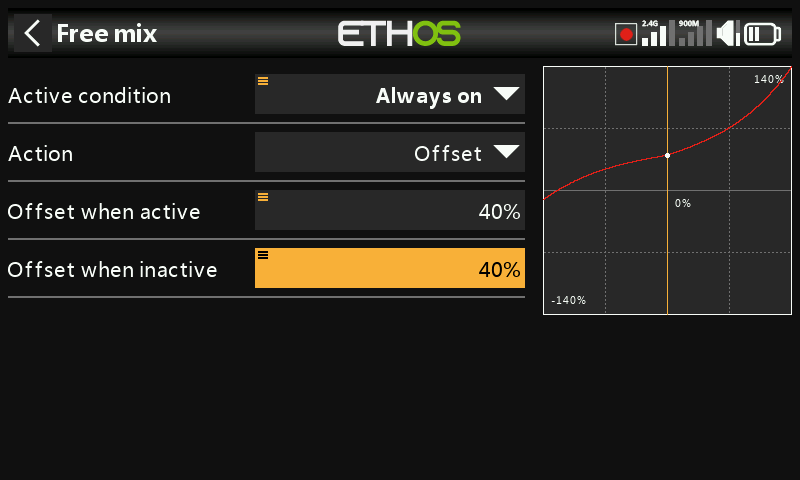 Free mix
ETHOS
2.4G
900M
Active condition
Always on
Action
Offset
Offset when active
40%
Offset when inactive
40%
140%
0%
-140%